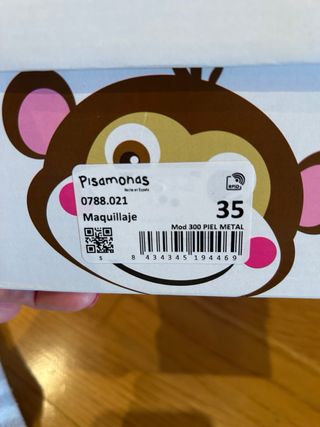 Pisamonas
Hecho en España
RFID
0788.021
Maquillaje
35
Mod 300 PIEL METAL
S
8 434345 194469